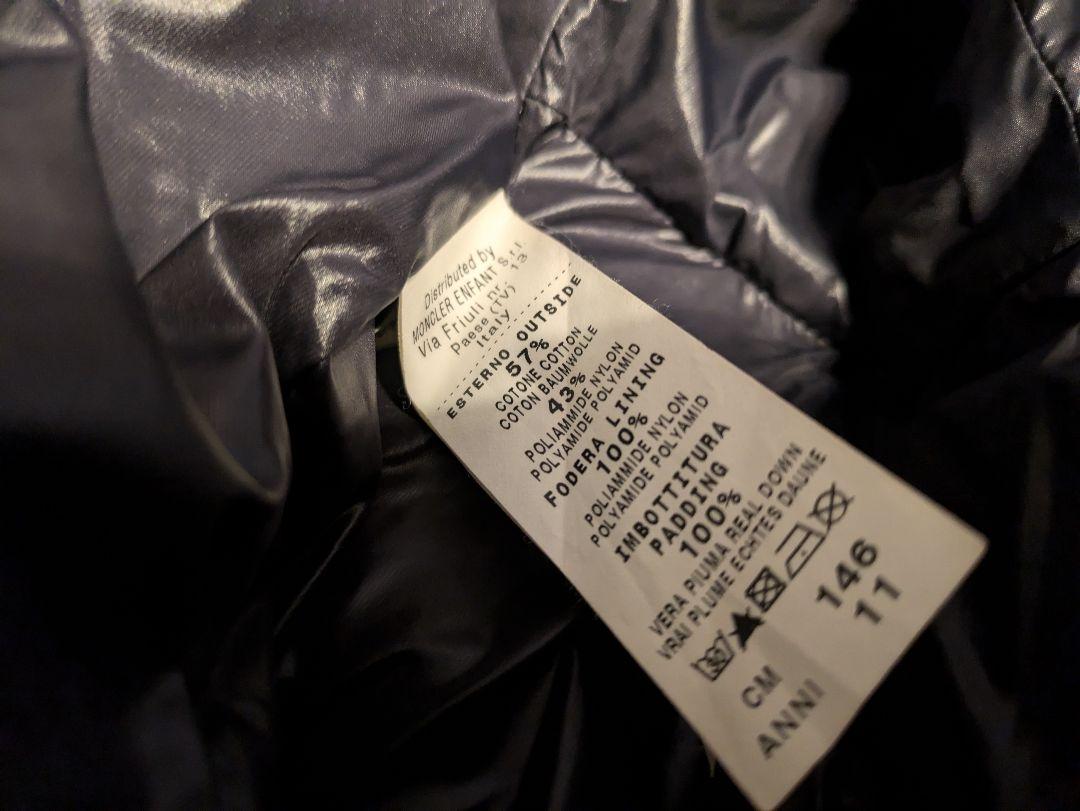 Distributed by
MONCLER ENFANT S.r.l.
Via Friuli nr 13
Paese (TV)
Italy
ESTERNO OUTSIDE
57%
COTONE COTTON
COTON BAUMWOLLE
43%
POLIAMMIDE NYLON
POLYAMIDE POLYAMID
FODERA LINING
100%
POLIAMMIDE NYLON
POLYAMIDE POLYAMID
IMBOTTITURA
PADDING
100%
VERA PIUMA REAL DOWN
VRAI PLUME ECHTES DAUNE
30
CM 146
ANNI 11